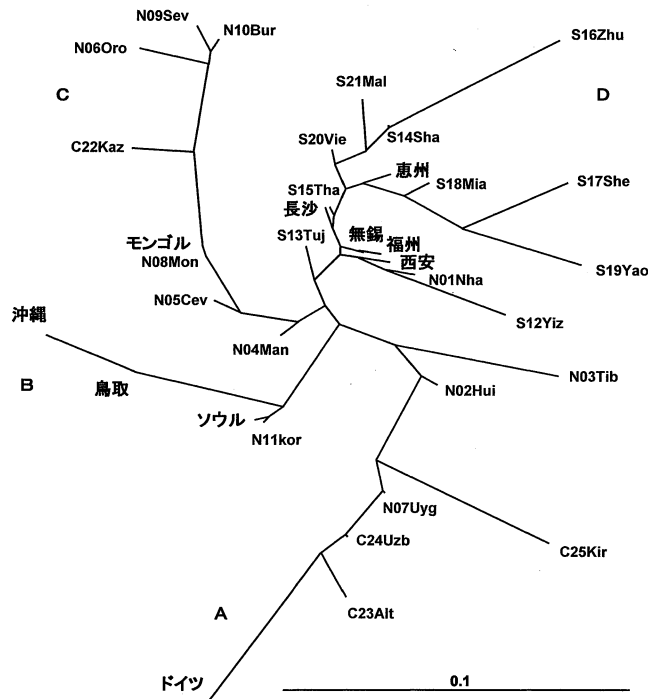 N09Sev
N10Bur
N06Oro
S16Zhu
C
D
S21Mal
S14Sha
S20Vie
C22Kaz
恵州
S15Tha
S18Mia
S17She
長沙
無錫
S13Tuj
福州
モンゴル
西安
N08Mon
N01Nha
S19Yao
N05Cev
沖縄
S12Yiz
N04Man
B
鳥取
N03Tib
N02Hui
ソウル
N11kor
N07Uyg
C24Uzb
C25Kir
A
C23Alt
ドイツ
0.1